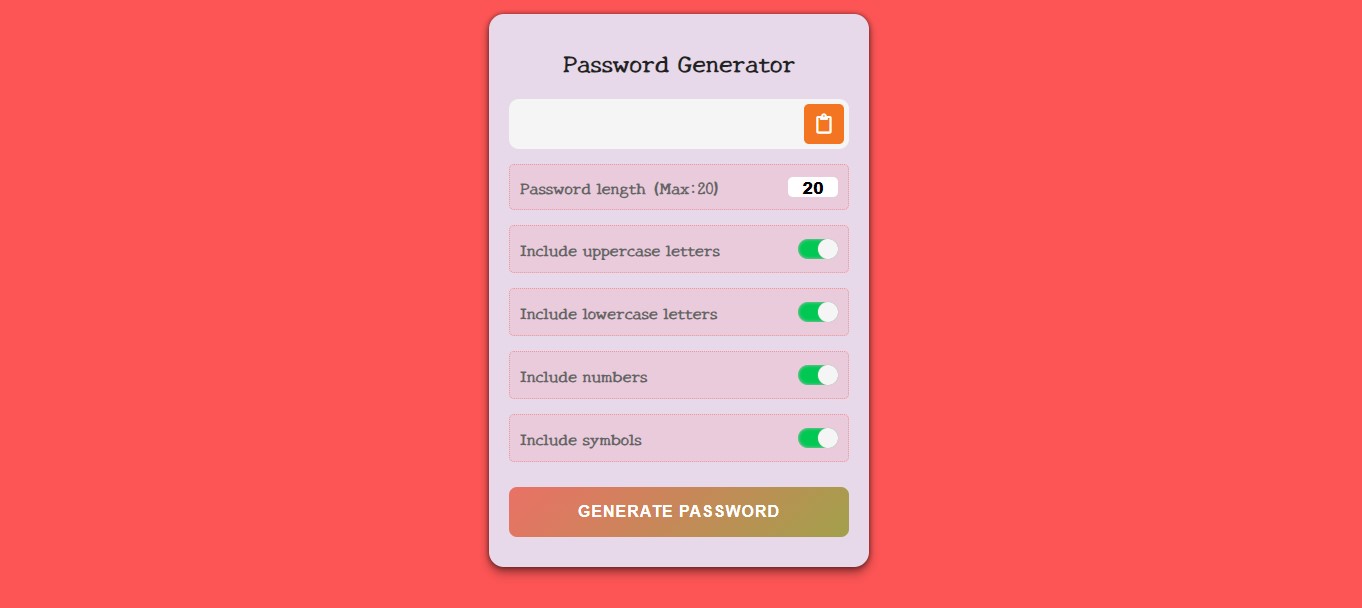 Password Generator
Password length (Max:20)
20
Include uppercase letters
Include lowercase letters
Include numbers
Include symbols
GENERATE PASSWORD